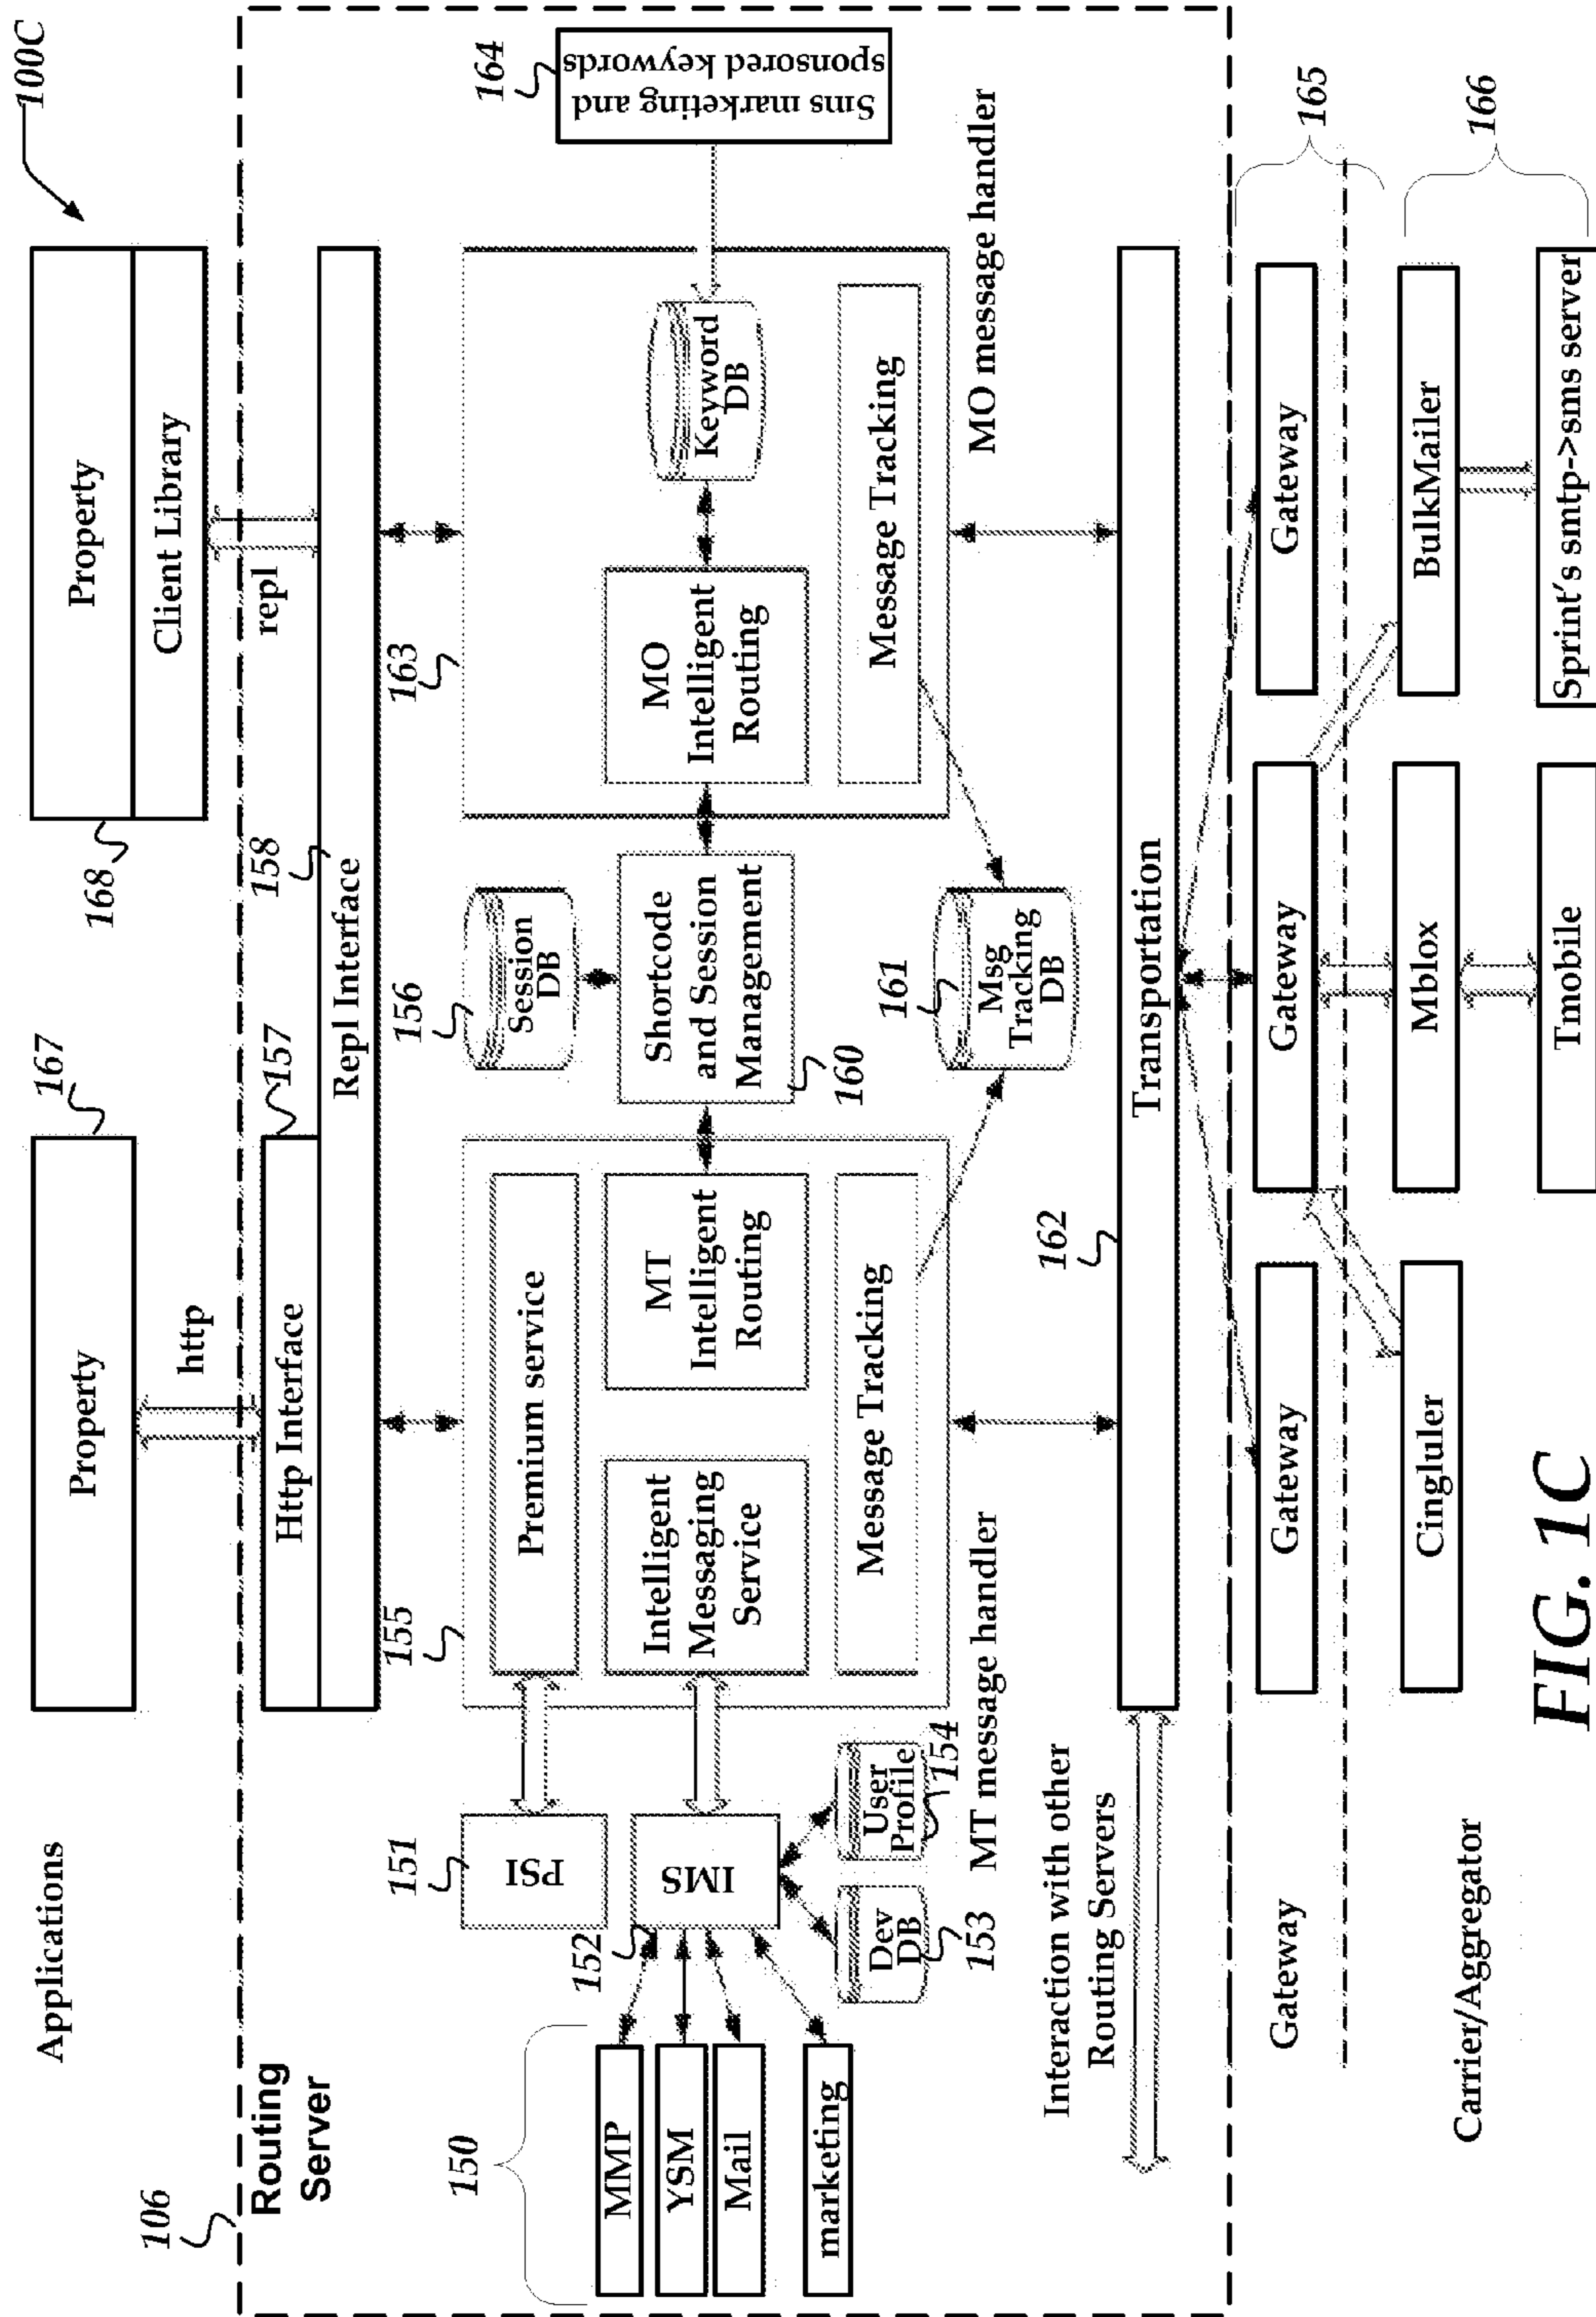 100C
Applications
167
Property
168
Property
Client Library
http
repl
106
Routing
Server
Http Interface
157
158
Repl Interface
155
163
164
Sms marketing and
sponsored keywords
151
PSI
Premium service
156
Session
DB
152
IMS
Intelligent
Messaging
Service
MT
Intelligent
Routing
Shortcode
and Session
Management
160
MO
Intelligent
Routing
Keyword
DB
150
MMP
YSM
Mail
marketing
Dev
DB
153
User
Profile
154
Message Tracking
161
Msg
Tracking
DB
Message Tracking
MT message handler
MO message handler
Interaction with other
Routing Servers
162
Transportation
Gateway
Gateway
Gateway
Gateway
165
Carrier/Aggregator
Cingluler
Mblox
BulkMailer
166
Tmobile
Sprint's smtp->sms server
FIG. 1C